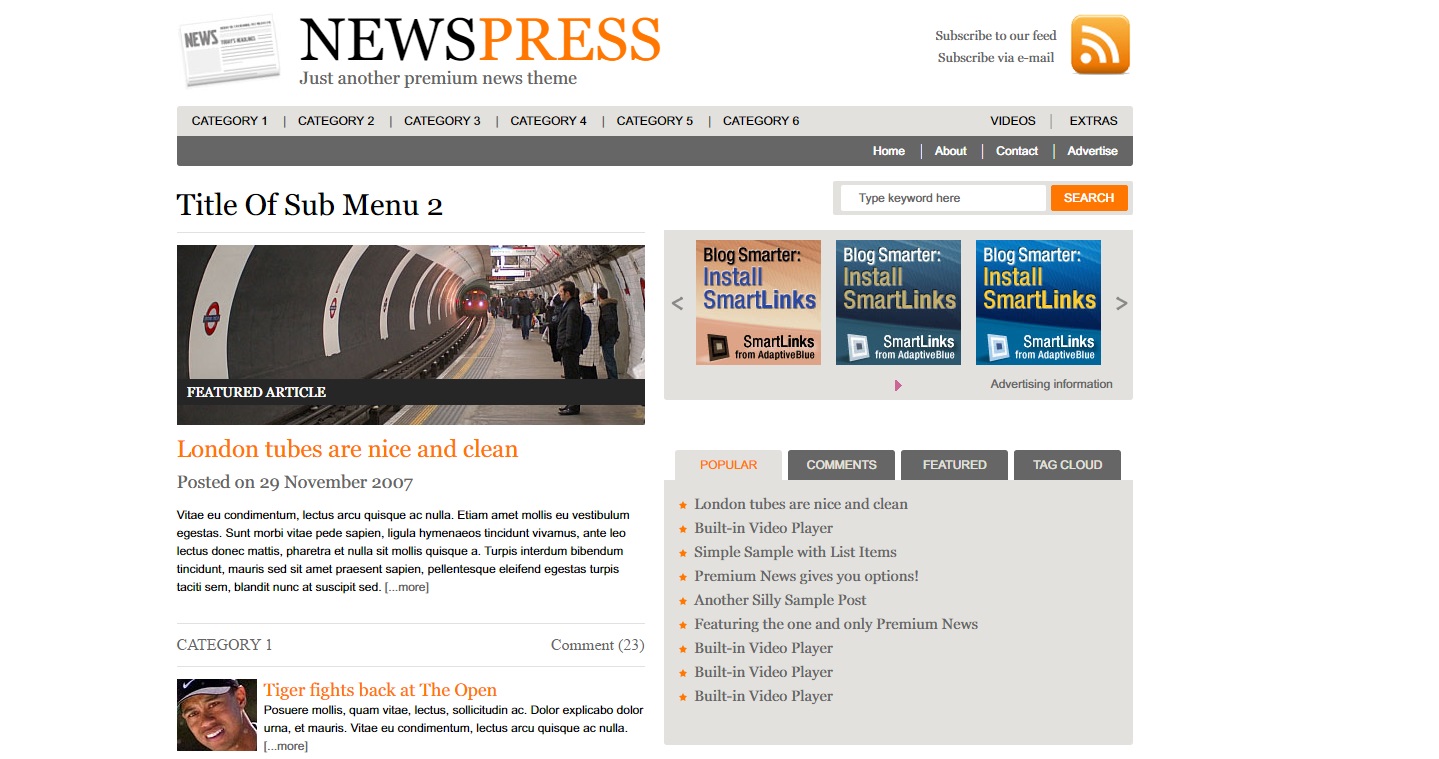 NEWS
TODAY'S HEADLINES
NEWSPRESS
Just another premium news theme
Subscribe to our feed
Subscribe via e-mail
CATEGORY 1 | CATEGORY 2 | CATEGORY 3 | CATEGORY 4 | CATEGORY 5 | CATEGORY 6
VIDEOS | EXTRAS
Home | About | Contact | Advertise
Title Of Sub Menu 2
Type keyword here
SEARCH
FEATURED ARTICLE
London tubes are nice and clean
Posted on 29 November 2007
Vitae eu condimentum, lectus arcu quisque ac nulla. Etiam amet mollis eu vestibulum
egestas. Sunt morbi vitae pede sapien, ligula hymenaeos tincidunt vivamus, ante leo
lectus donec mattis, pharetra et nulla sit mollis quisque a. Turpis interdum bibendum
tincidunt, mauris sed sit amet praesent sapien, pellentesque eleifend egestas turpis
taciti sem, blandit nunc at suscipit sed. [...more]
CATEGORY 1
Comment (23)
Tiger fights back at The Open
Posuere mollis, quam vitae, lectus, sollicitudin ac. Dolor explicabo dolor
urna, et mauris. Vitae eu condimentum, lectus arcu quisque ac nulla.
[...more]
<
Blog Smarter:
Install
SmartLinks
SmartLinks
from AdaptiveBlue
Blog Smarter:
Install
SmartLinks
SmartLinks
from AdaptiveBlue
Blog Smarter:
Install
SmartLinks
SmartLinks
from AdaptiveBlue
>
Advertising information
POPULAR
COMMENTS
FEATURED
TAG CLOUD
London tubes are nice and clean
Built-in Video Player
Simple Sample with List Items
Premium News gives you options!
Another Silly Sample Post
Featuring the one and only Premium News
Built-in Video Player
Built-in Video Player
Built-in Video Player